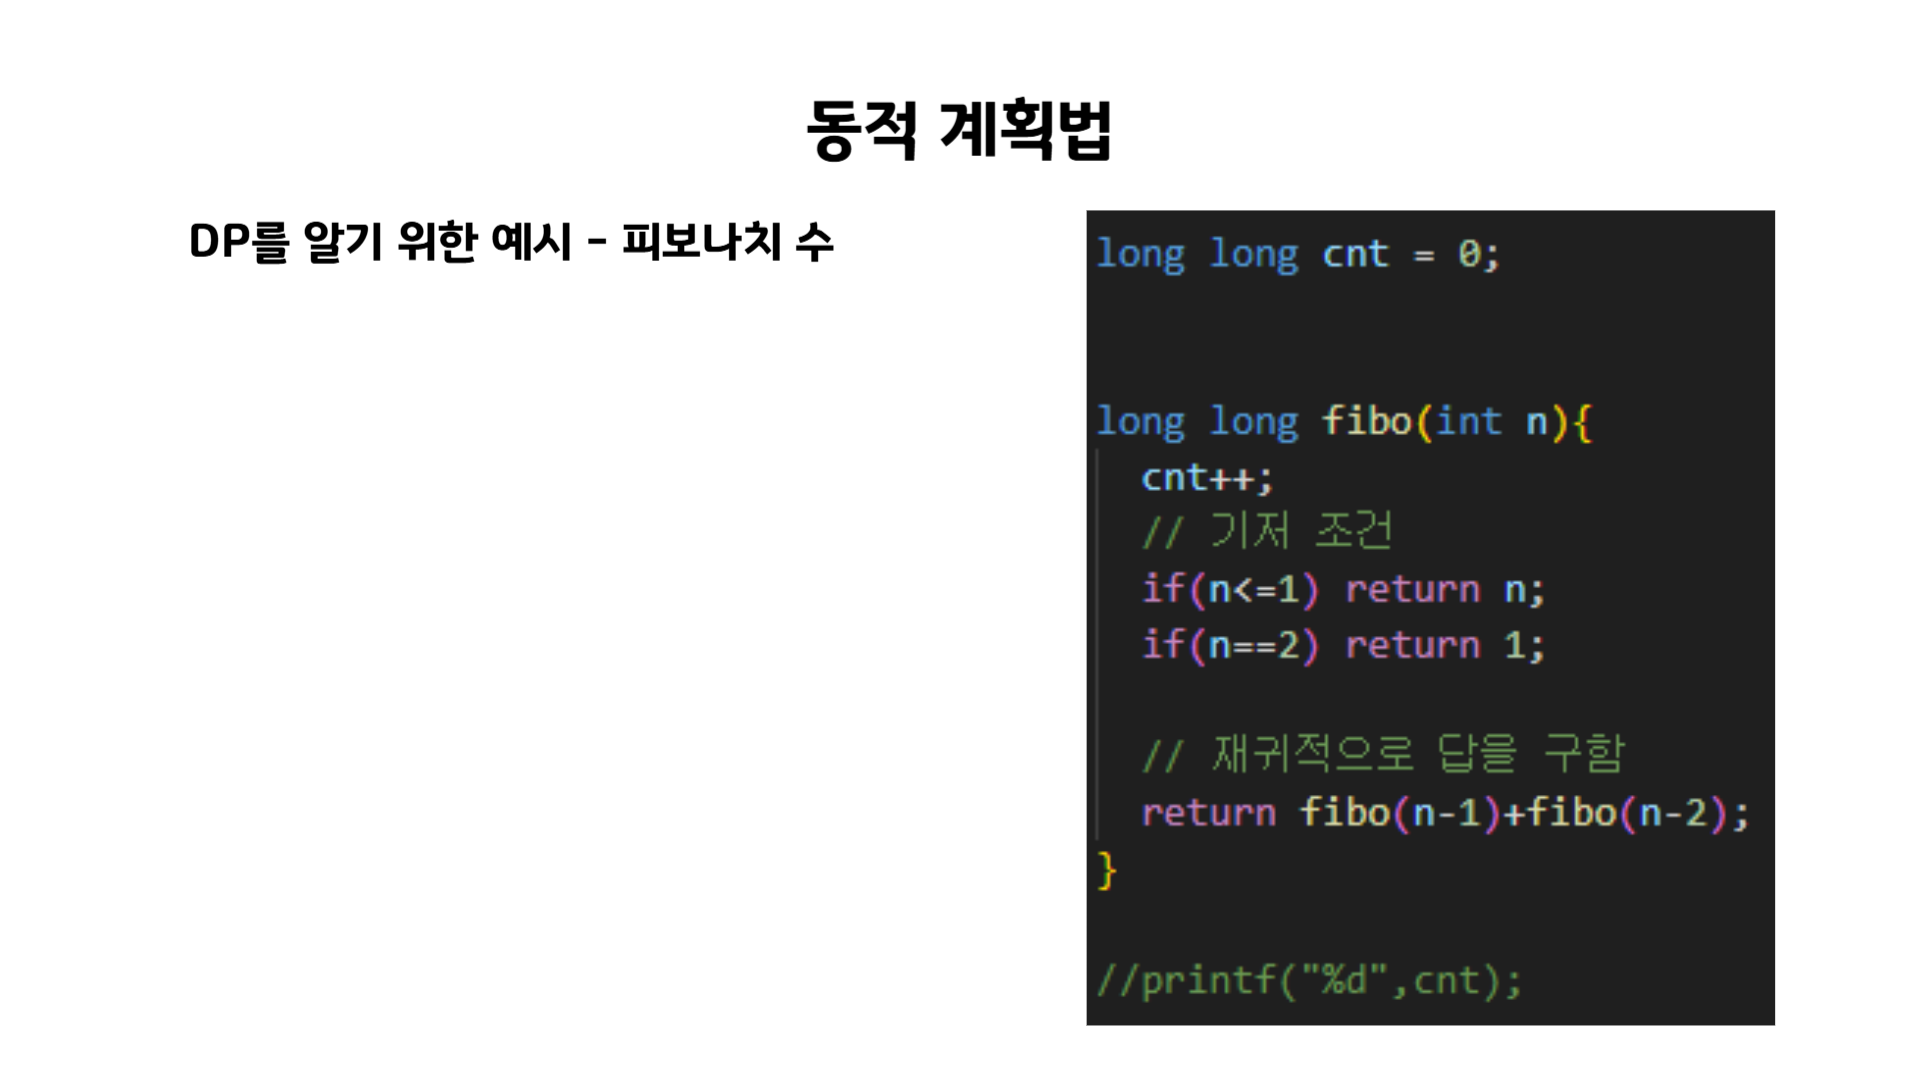 동적 계획법
DP를 알기 위한 예시 - 피보나치 수
long long cnt = 0;
long long fibo(int n){
cnt++;
// 기저 조건
if(n<=1) return n;
if(n==2) return 1;
// 재귀적으로 답을 구함
return fibo(n-1)+fibo(n-2);
}
//printf("%d",cnt);